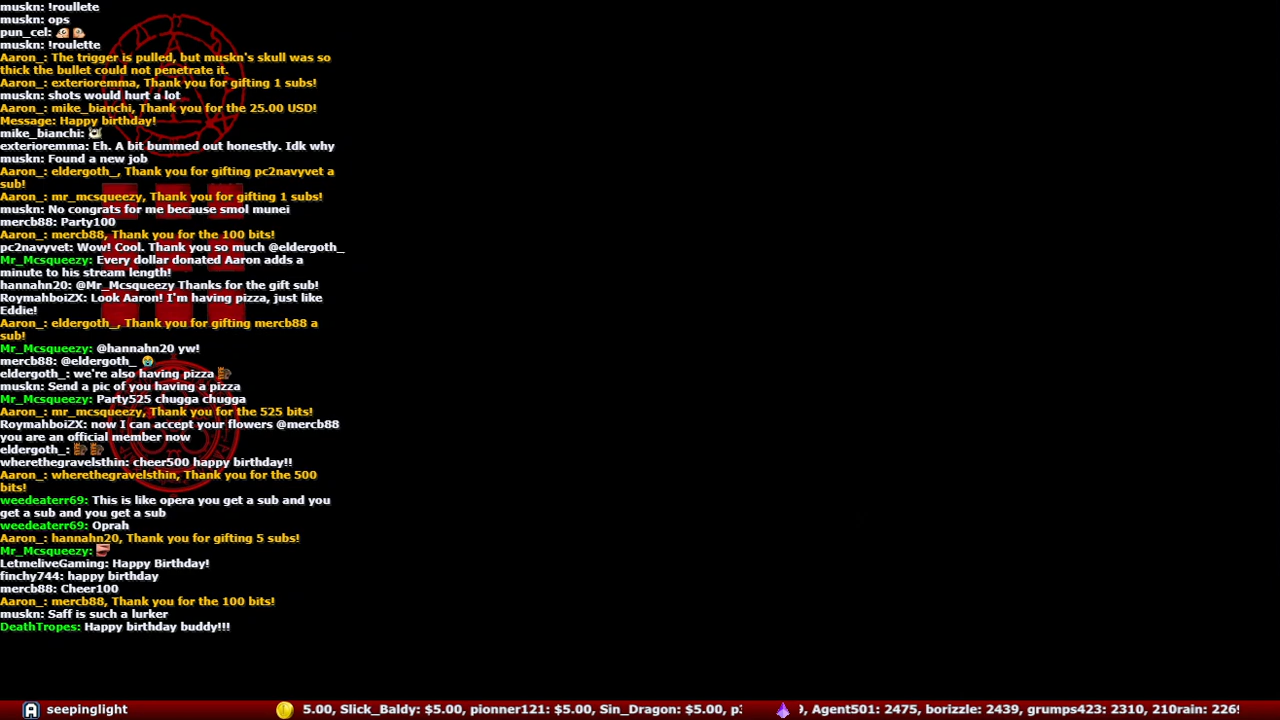 muskn: !roullete
muskn: ops
pun_cel:
muskn: !roulette
Aaron_: The trigger is pulled, but muskn's skull was so
thick the bullet could not penetrate it.
Aaron_: exterioremma, Thank you for gifting 1 subs!
muskn: shots would hurt a lot
Aaron_: mike_bianchi, Thank you for the 25.00 USD!
Message: Happy birthday!
mike_bianchi:
exterioremma: Eh. A bit bummed out honestly. Idk why
muskn: Found a new job
Aaron_: eldergoth_, Thank you for gifting pc2navyvet a
sub!
Aaron_: mr_mcsqueezy, Thank you for gifting 1 subs!
muskn: No congrats for me because smol munei
mercb88: Party100
Aaron_: mercb88, Thank you for the 100 bits!
pc2navyvet: Wow! Cool. Thank you so much @eldergoth_
Mr_Mcsqueezy: Every dollar donated Aaron adds a
minute to his stream length!
hannahn20: @Mr_Mcsqueezy Thanks for the gift sub!
RoymahboiZX: Look Aaron! I'm having pizza, just like
Eddie!
Aaron_: eldergoth_, Thank you for gifting mercb88 a
sub!
Mr_Mcsqueezy: @hannahn20 yw!
mercb88: @eldergoth_ 😭
eldergoth_: we're also having pizza
muskn: Send a pic of you having a pizza
Mr_Mcsqueezy: Party525 chugga chugga
Aaron_: mr_mcsqueezy, Thank you for the 525 bits!
RoymahboiZX: now I can accept your flowers @mercb88
you are an official member now
eldergoth_:
wherethegravelsthin: cheer500 happy birthday!!
Aaron_: wherethegravelsthin, Thank you for the 500
bits!
weedeaterr69: This is like opera you get a sub and you
get a sub and you get a sub
weedeaterr69: Oprah
Aaron_: hannahn20, Thank you for gifting 5 subs!
Mr_Mcsqueezy:
LetmeliveGaming: Happy Birthday!
finchy744: happy birthday
mercb88: Cheer100
Aaron_: mercb88, Thank you for the 100 bits!
muskn: Saff is such a lurker
DeathTropes: Happy birthday buddy!!!
A seepinglight 5.00, Slick_Baldy: $5.00, pionner121: $5.00, Sin_Dragon: $5.00, Agent501: 2475, borizzle: 2439, grumps423: 2310, 210rain: